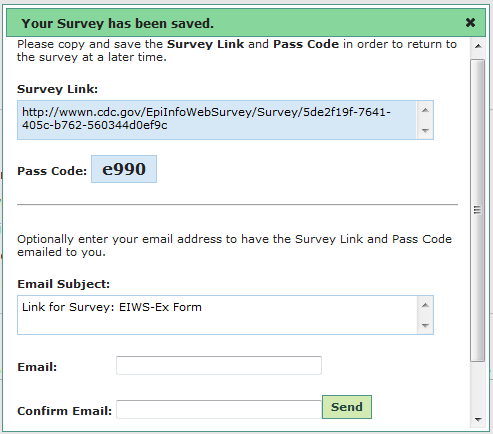 Your Survey has been saved.
Please copy and save the Survey Link and Pass Code in order to return to
the survey at a later time.
Survey Link:
http://wwwn.cdc.gov/EpiInfoWebSurvey/Survey/5de2f19f-7641-
405c-b762-560344d0ef9c
Pass Code: e990
Optionally enter your email address to have the Survey Link and Pass Code
emailed to you.
Email Subject:
Link for Survey: EIWS-Ex Form
Email:
Confirm Email: Send